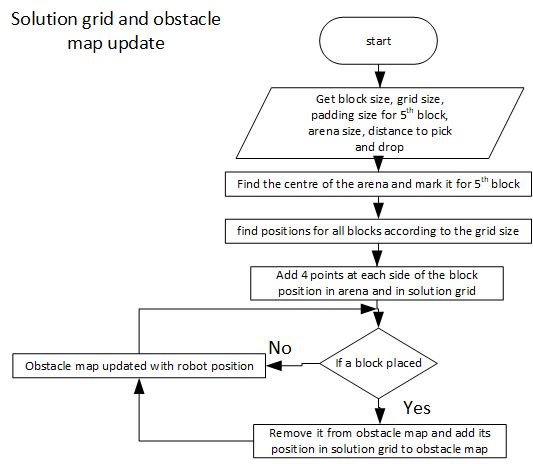 Solution grid and obstacle
map update
start
Get block size, grid size,
padding size for 5th block,
arena size, distance to pick
and drop
Find the centre of the arena and mark it for 5th block
find positions for all blocks according to the grid size
Add 4 points at each side of the block
position in arena and in solution grid
If a block placed
No
Obstacle map updated with robot position
Yes
Remove it from obstacle map and add its
position in solution grid to obstacle map